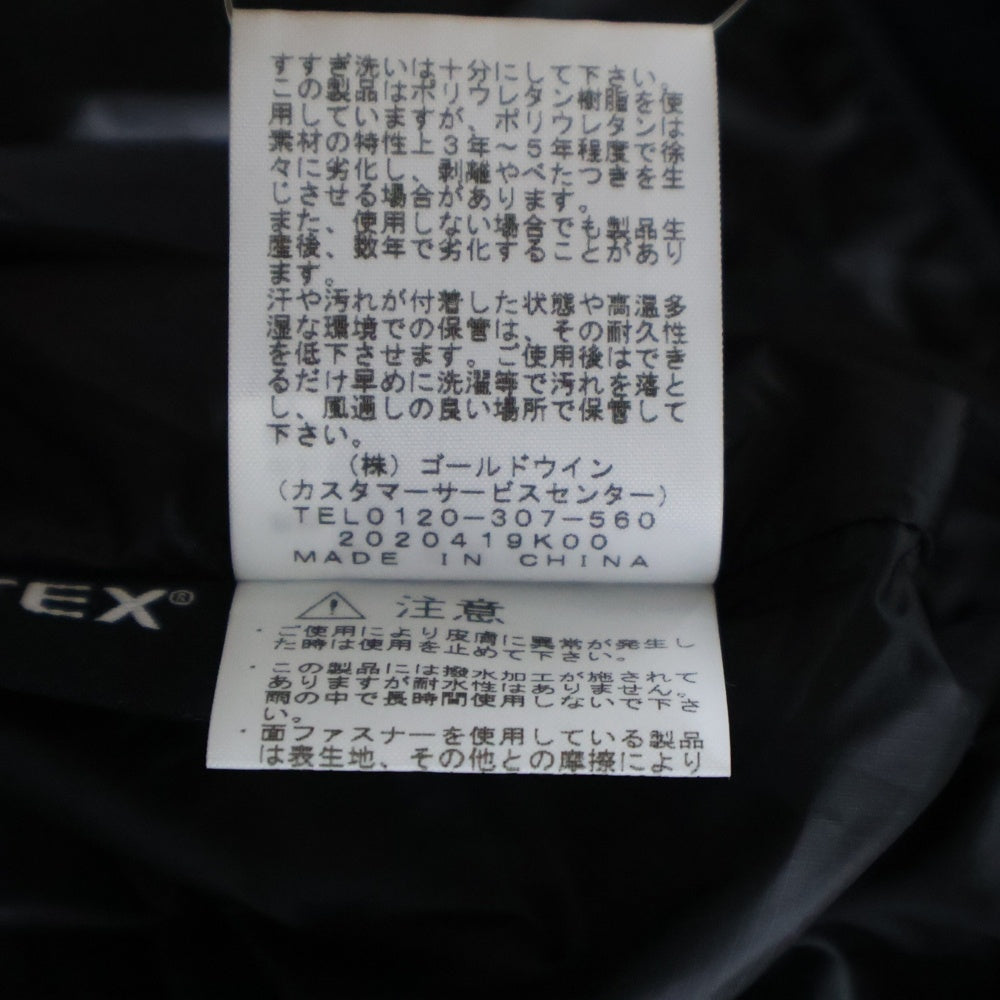 すすぎ洗いは十分にして下さい。
この製品はポリウレタン樹脂を使
用していますが、ポリウレタンは
素材の特性上3年～5年程度で徐
々に劣化し、剥離やべたつきを生
じさせる場合があります。
また、使用しない場合でも製品生
産後、数年で劣化することがあり
ます。
汗や汚れが付着した状態や高温多
湿な環境での保管は、その耐久性
を低下させます。ご使用後はでき
るだけ早めに洗濯等で汚れを落と
し、風通しの良い場所で保管して
下さい。
(株)ゴールドウイン
(カスタマーサービスセンター)
TEL0120-307-560
2020419K00
MADE IN CHINA
TEX®
⚠ 注意
・ご使用により皮膚に異常が発生し
た時は使用を止めて下さい。
・この製品には撥水加工が施されて
ありますが耐水性はありません。
雨の中で長時間使用しないで下さ
い。
・面ファスナーを使用している製品
は表生地、その他との摩擦により